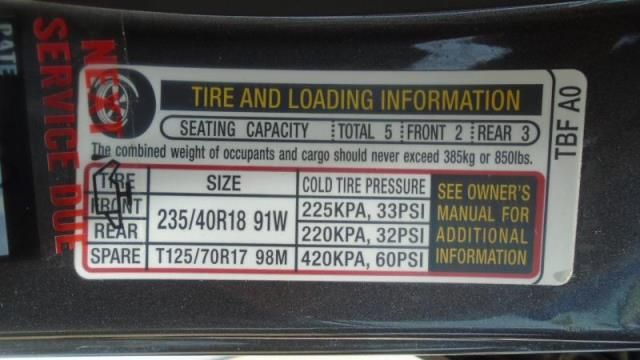 TIRE AND LOADING INFORMATION
SEATING CAPACITY TOTAL 5 FRONT 2 REAR 3
The combined weight of occupants and cargo should never exceed 385kg or 850lbs.
TIRE SIZE COLD TIRE PRESSURE
FRONT 235/40R18 91W 225KPA, 33PSI
REAR 220KPA, 32PSI
SPARE T125/70R17 98M 420KPA, 60PSI
SEE OWNER'S
MANUAL FOR
ADDITIONAL
INFORMATION
TBF A0
NEXT
SERVICE DUE
DATE